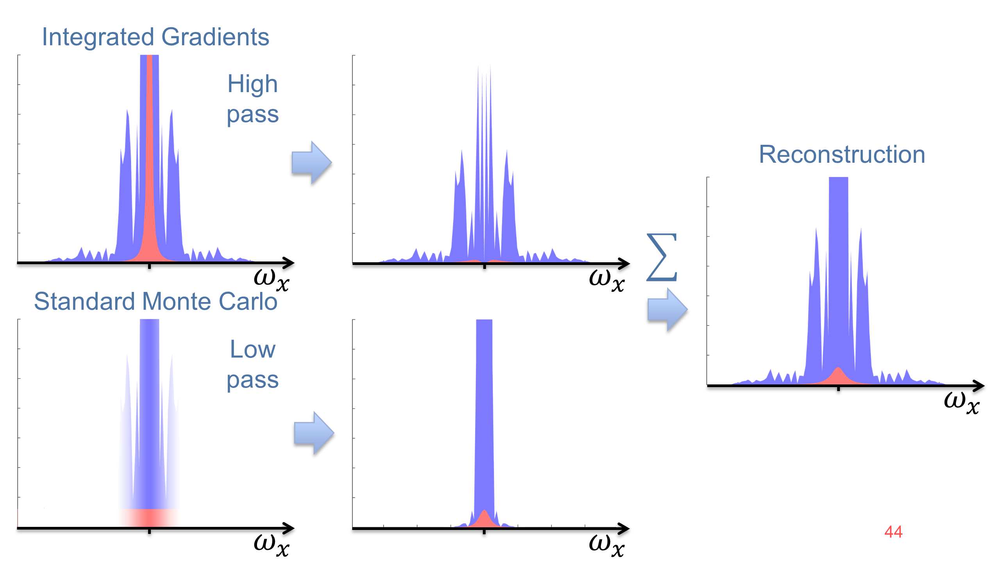 Integrated Gradients
High
pass
ωₓ
ωₓ
∑
Reconstruction
ωₓ
Standard Monte Carlo
Low
pass
ωₓ
ωₓ
44